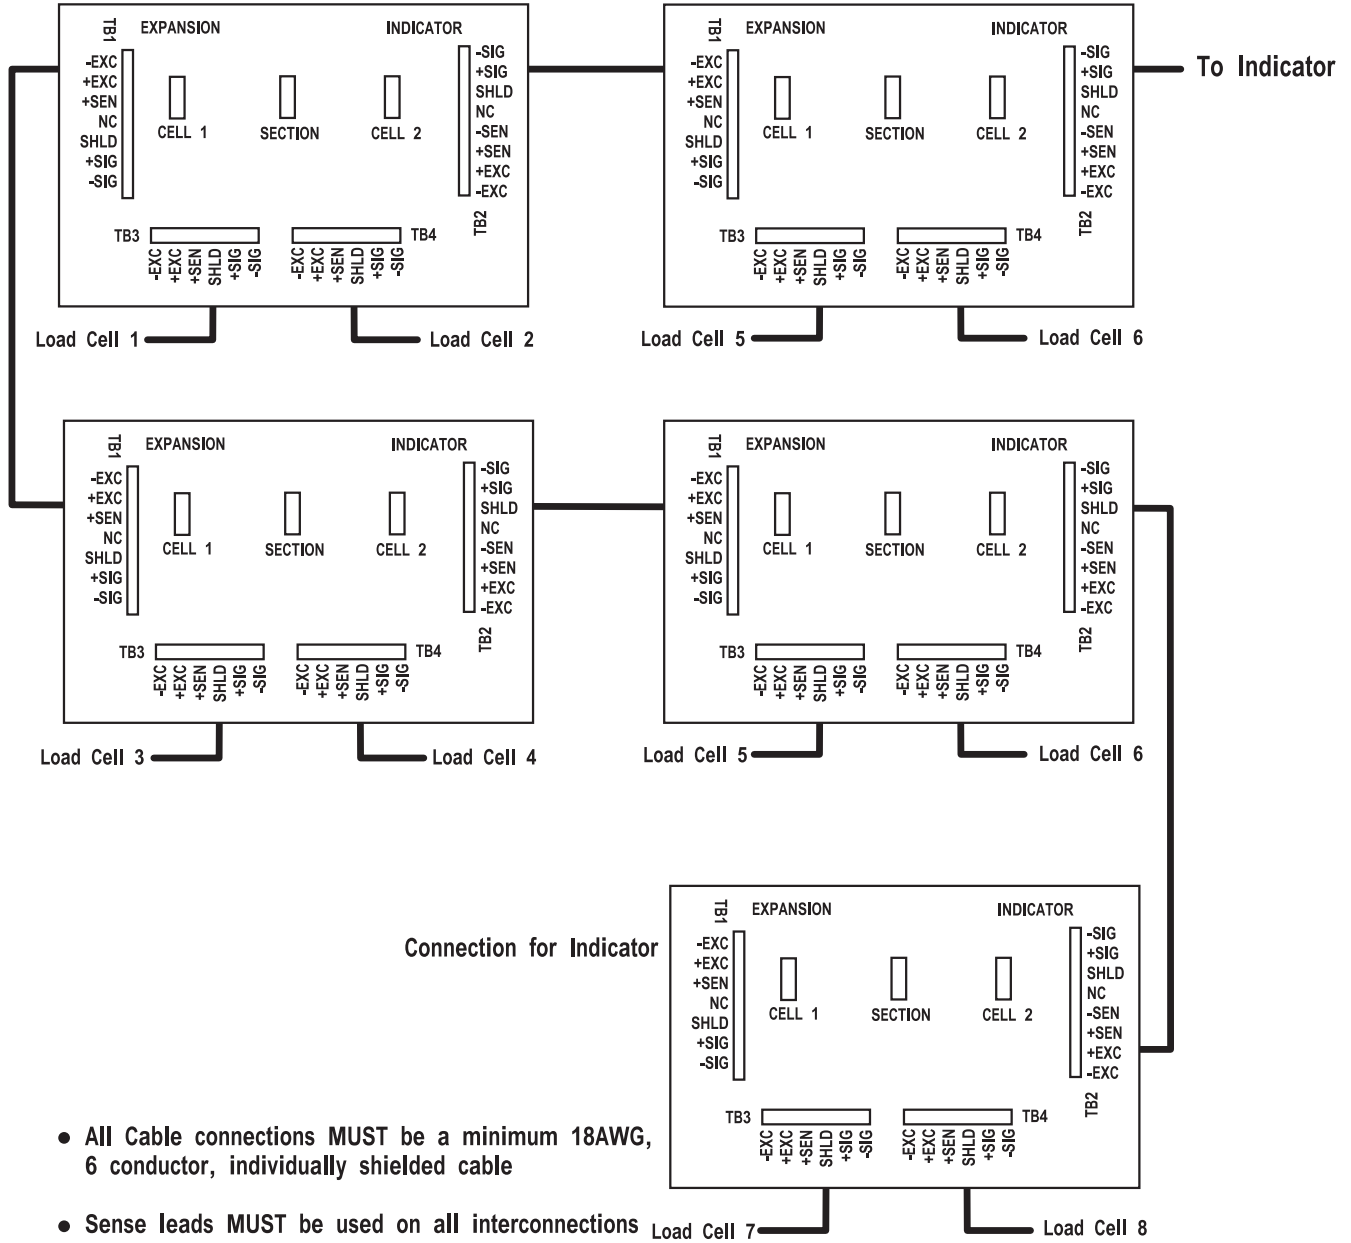 TB1 EXPANSION INDICATOR
-EXC
+EXC
+SEN
NC
SHLD
+SIG
-SIG
CELL 1 SECTION CELL 2
-SIG
+SIG
SHLD
NC
-SEN
+SEN
+EXC
-EXC
TB2
TB3 TB4
-EXC +EXC +SEN SHLD +SIG -SIG
-EXC +EXC +SEN SHLD +SIG -SIG
Load Cell 1 Load Cell 2
TB1 EXPANSION INDICATOR
-EXC
+EXC
+SEN
NC
SHLD
+SIG
-SIG
CELL 1 SECTION CELL 2
-SIG
+SIG
SHLD
NC
-SEN
+SEN
+EXC
-EXC
TB2
TB3 TB4
-EXC +EXC +SEN SHLD +SIG -SIG
-EXC +EXC +SEN SHLD +SIG -SIG
Load Cell 5 Load Cell 6
To Indicator
TB1 EXPANSION INDICATOR
-EXC
+EXC
+SEN
NC
SHLD
+SIG
-SIG
CELL 1 SECTION CELL 2
-SIG
+SIG
SHLD
NC
-SEN
+SEN
+EXC
-EXC
TB2
TB3 TB4
-EXC +EXC +SEN SHLD +SIG -SIG
-EXC +EXC +SEN SHLD +SIG -SIG
Load Cell 3 Load Cell 4
TB1 EXPANSION INDICATOR
-EXC
+EXC
+SEN
NC
SHLD
+SIG
-SIG
CELL 1 SECTION CELL 2
-SIG
+SIG
SHLD
NC
-SEN
+SEN
+EXC
-EXC
TB2
TB3 TB4
-EXC +EXC +SEN SHLD +SIG -SIG
-EXC +EXC +SEN SHLD +SIG -SIG
Load Cell 5 Load Cell 6
Connection for Indicator
TB1 EXPANSION INDICATOR
-EXC
+EXC
+SEN
NC
SHLD
+SIG
-SIG
CELL 1 SECTION CELL 2
-SIG
+SIG
SHLD
NC
-SEN
+SEN
+EXC
-EXC
TB2
TB3 TB4
-EXC +EXC +SEN SHLD +SIG -SIG
-EXC +EXC +SEN SHLD +SIG -SIG
Load Cell 7 Load Cell 8
● All Cable connections MUST be a minimum 18AWG,
6 conductor, individually shielded cable
● Sense leads MUST be used on all interconnections